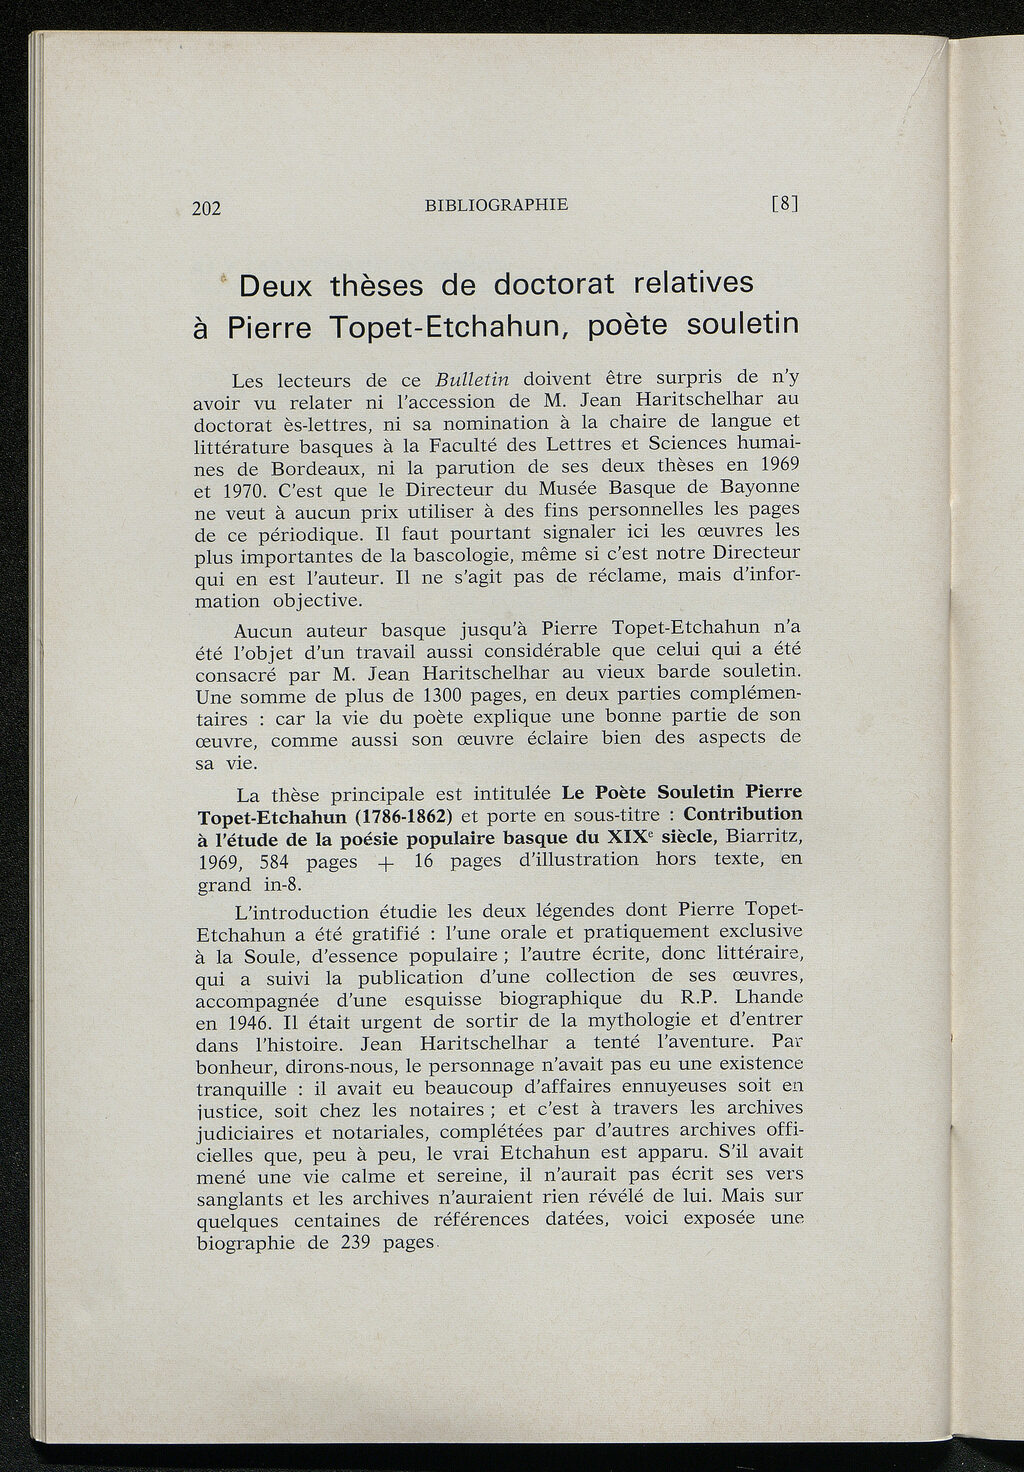 202 BIBLIOGRAPHIE [8]
Deux thèses de doctorat relatives
à Pierre Topet-Etchahun, poète souletin
Les lecteurs de ce Bulletin doivent être surpris de n'y
avoir vu relater ni l'accession de M. Jean Haritschelhar au
doctorat ès-lettres, ni sa nomination à la chaire de langue et
littérature basques à la Faculté des Lettres et Sciences humai-
nes de Bordeaux, ni la parution de ses deux thèses en 1969
et 1970. C'est que le Directeur du Musée Basque de Bayonne
ne veut à aucun prix utiliser à des fins personnelles les pages
de ce périodique. Il faut pourtant signaler ici les œuvres les
plus importantes de la bascologie, même si c'est notre Directeur
qui en est l'auteur. Il ne s'agit pas de réclame, mais d'infor-
mation objective.
Aucun auteur basque jusqu'à Pierre Topet-Etchahun n'a
été l'objet d'un travail aussi considérable que celui qui a été
consacré par M. Jean Haritschelhar au vieux barde souletin.
Une somme de plus de 1300 pages, en deux parties complémen-
taires : car la vie du poète explique une bonne partie de son
œuvre, comme aussi son œuvre éclaire bien des aspects de
sa vie.
La thèse principale est intitulée Le Poète Souletin Pierre
Topet-Etchahun (1786-1862) et porte en sous-titre : Contribution
à l'étude de la poésie populaire basque du XIXe siècle, Biarritz,
1969, 584 pages + 16 pages d'illustration hors texte, en
grand in-8.
L'introduction étudie les deux légendes dont Pierre Topet-
Etchahun a été gratifié : l'une orale et pratiquement exclusive
à la Soule, d'essence populaire ; l'autre écrite, donc littéraire,
qui a suivi la publication d'une collection de ses œuvres,
accompagnée d'une esquisse biographique du R.P. Lhande
en 1946. Il était urgent de sortir de la mythologie et d'entrer
dans l'histoire. Jean Haritschelhar a tenté l'aventure. Par
bonheur, dirons-nous, le personnage n'avait pas eu une existence
tranquille : il avait eu beaucoup d'affaires ennuyeuses soit en
justice, soit chez les notaires ; et c'est à travers les archives
judiciaires et notariales, complétées par d'autres archives offi-
cielles que, peu à peu, le vrai Etchahun est apparu. S'il avait
mené une vie calme et sereine, il n'aurait pas écrit ses vers
sanglants et les archives n'auraient rien révélé de lui. Mais sur
quelques centaines de références datées, voici exposée une
biographie de 239 pages.